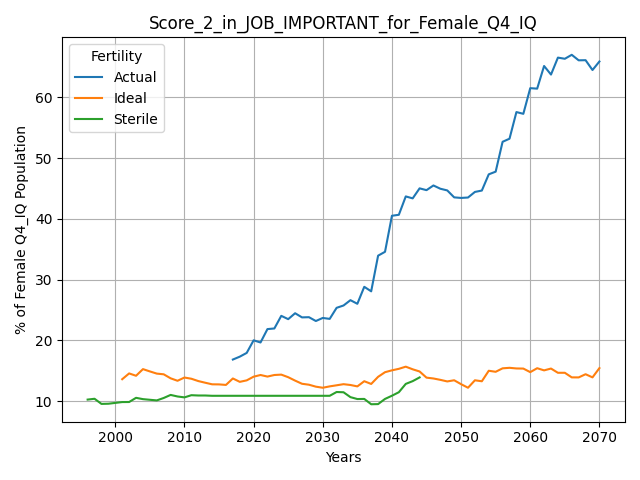 Score_2_in_JOB_IMPORTANT_for_Female_Q4_IQ
Fertility
Actual
Ideal
Sterile
% of Female Q4_IQ Population
60
50
40
30
20
10
2000 2010 2020 2030 2040 2050 2060 2070
Years